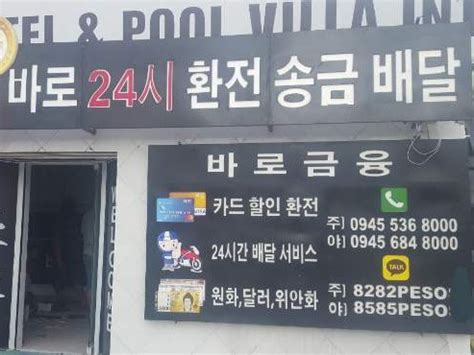 TEL & POOL VILLA IN
바로 24시 환전 송금 배달
바로금융
카드 할인 환전
주) 0945 536 8000
야) 0945 684 8000
24시간 배달 서비스
TALK
원화,달러,위안화
주) 8282PESO
야) 8585PESO